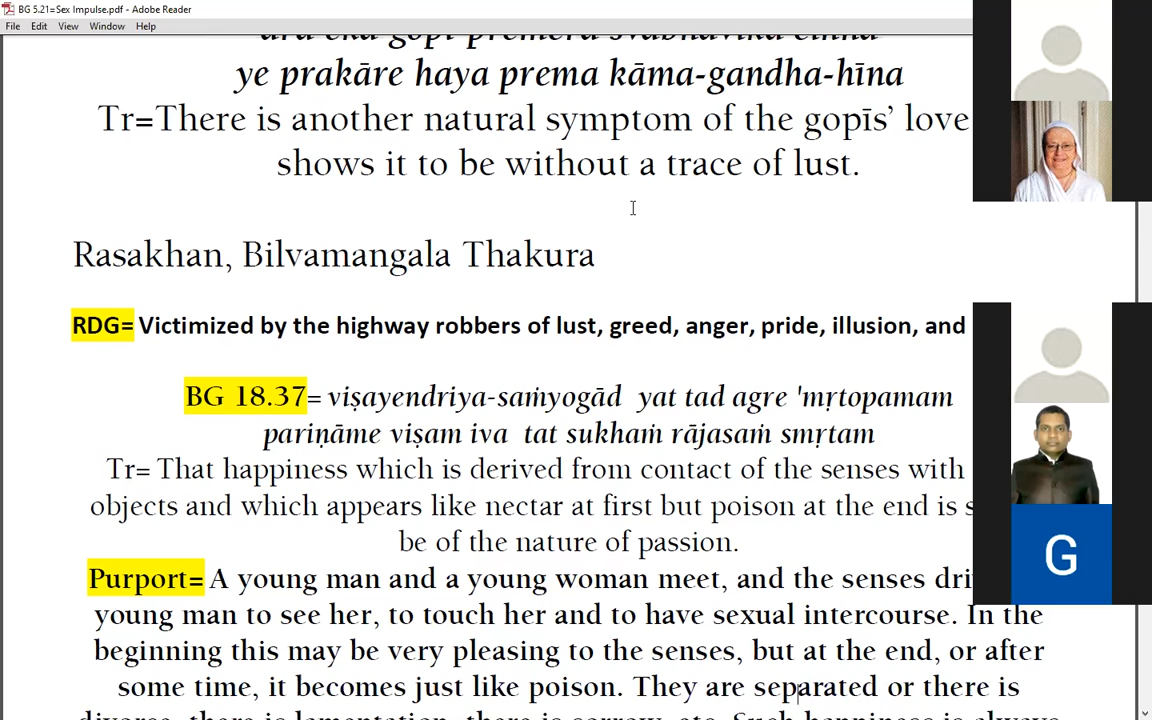 BG 5.21=Sex Impulse.pdf - Adobe Reader
File Edit View Window Help
ye prakāre haya prema kāma-gandha-hīna
Tr=There is another natural symptom of the gopīs’ love
shows it to be without a trace of lust.
Rasakhan, Bilvamangala Thakura
RDG= Victimized by the highway robbers of lust, greed, anger, pride, illusion, and
BG 18.37= viṣayendriya-saṁyogād yat tad agre 'mṛtopamam
pariṇāme viṣam iva tat sukhaṁ rājasaṁ smṛtam
Tr= That happiness which is derived from contact of the senses with
objects and which appears like nectar at first but poison at the end is
be of the nature of passion.
Purport= A young man and a young woman meet, and the senses
young man to see her, to touch her and to have sexual intercourse. In the
beginning this may be very pleasing to the senses, but at the end, or after
some time, it becomes just like poison. They are separated or there is
G